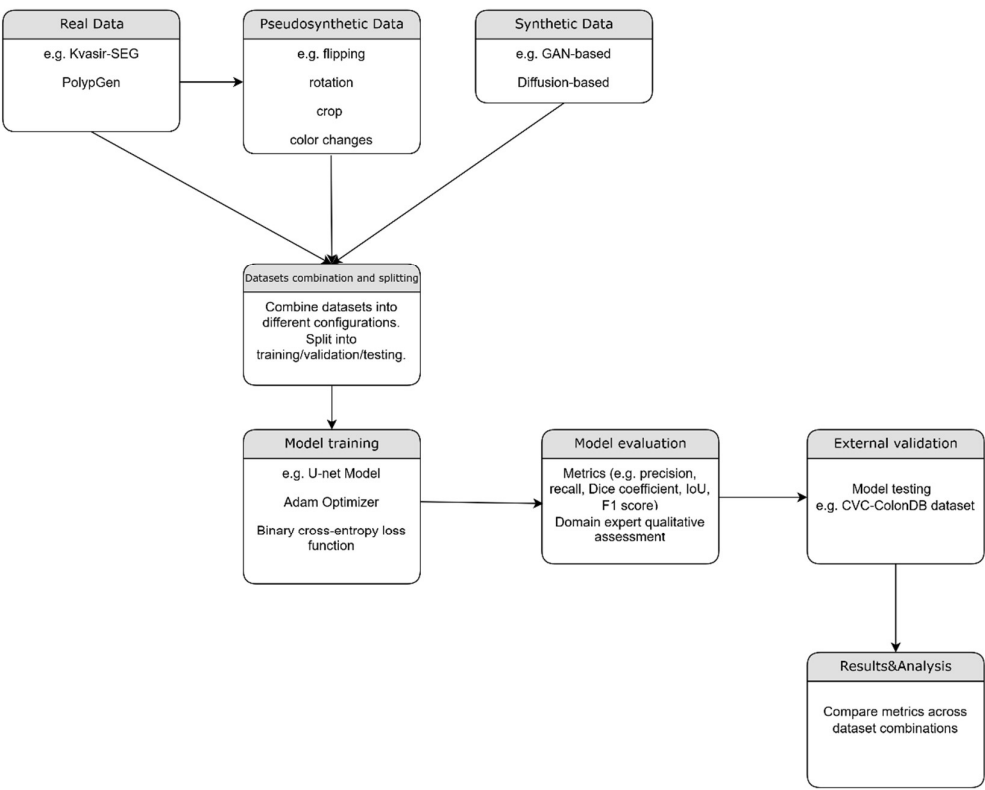 Real Data
e.g. Kvasir-SEG
PolypGen
Pseudosynthetic Data
e.g. flipping
rotation
crop
color changes
Synthetic Data
e.g. GAN-based
Diffusion-based
Datasets combination and splitting
Combine datasets into
different configurations.
Split into
training/validation/testing.
Model training
e.g. U-net Model
Adam Optimizer
Binary cross-entropy loss
function
Model evaluation
Metrics (e.g. precision,
recall, Dice coefficient, IoU,
F1 score)
Domain expert qualitative
assessment
External validation
Model testing
e.g. CVC-ColonDB dataset
Results&Analysis
Compare metrics across
dataset combinations